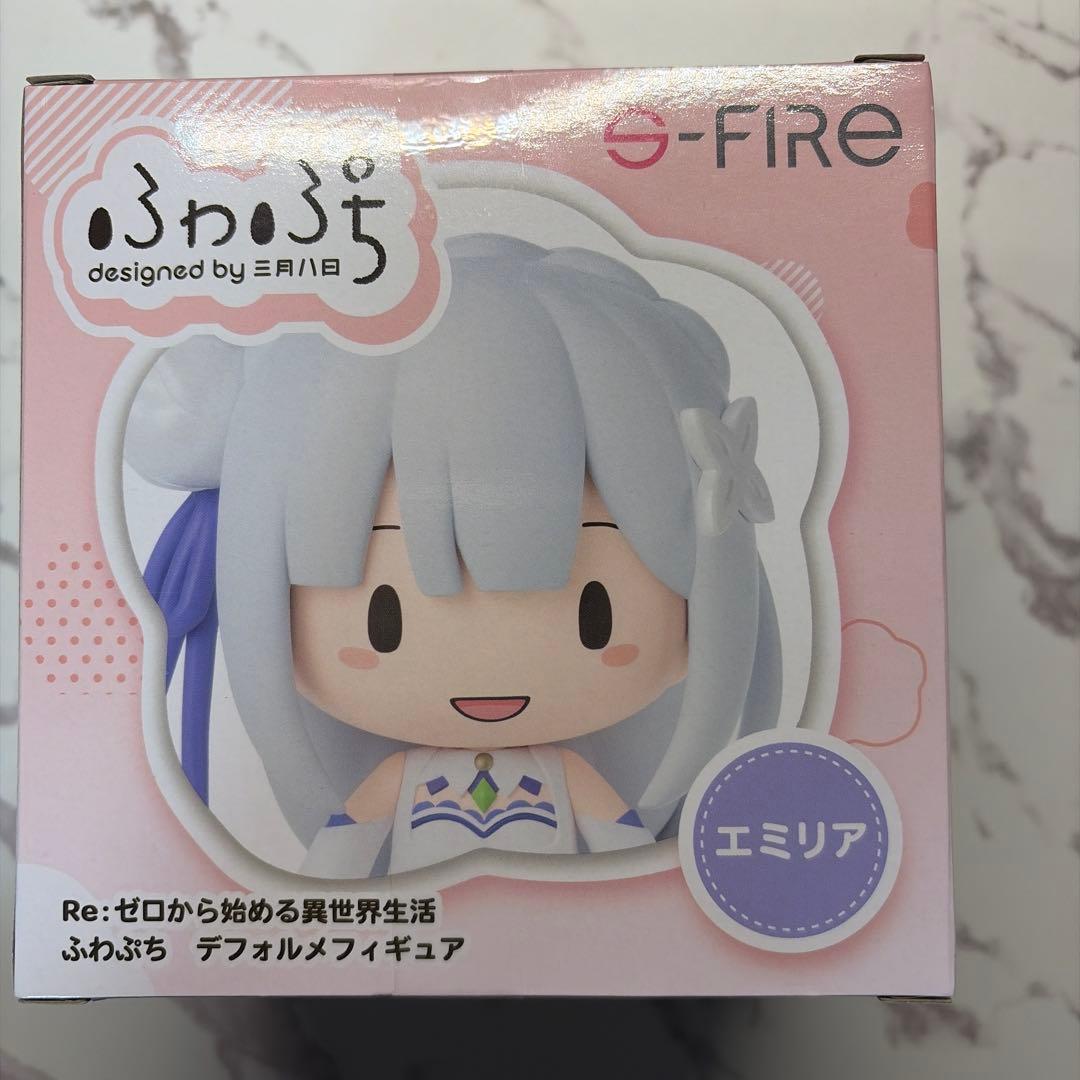 S-FIRE
ふわぷち
designed by 三月八日
エミリア
Re:ゼロから始める異世界生活
ふわぷち デフォルメフィギュア